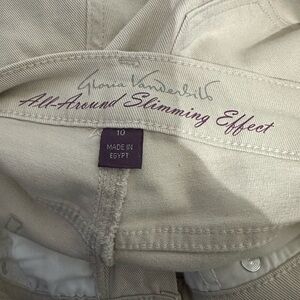 Gloria Vanderbilt
All-Around Slimming Effect
10
MADE IN
EGYPT